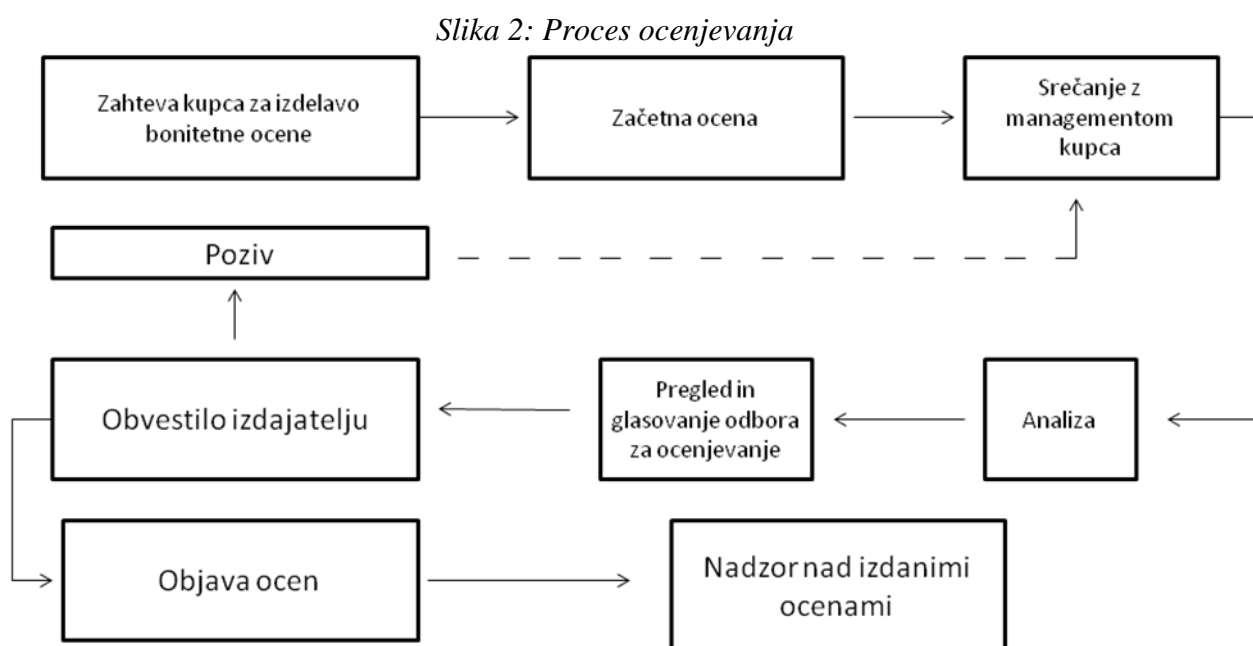 Slika 2: Proces ocenjevanja
Zahteva kupca za izdelavo
bonitetne ocene
Začetna ocena
Srečanje z
managementom
kupca
Poziv
Obvestilo izdajatelju
Pregled in
glasovanje odbora
za ocenjevanje
Analiza
Objava ocen
Nadzor nad izdanimi
ocenami